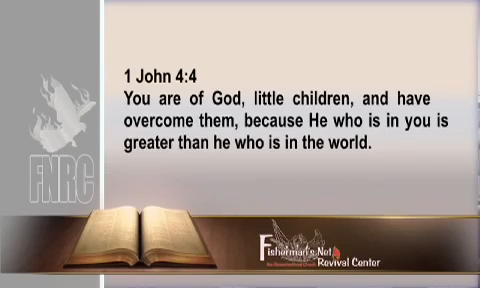 1 John 4:4
You are of God, little children, and have
overcome them, because He who is in you is
greater than he who is in the world.
FNRC
Fisherman's Net
Revival Center